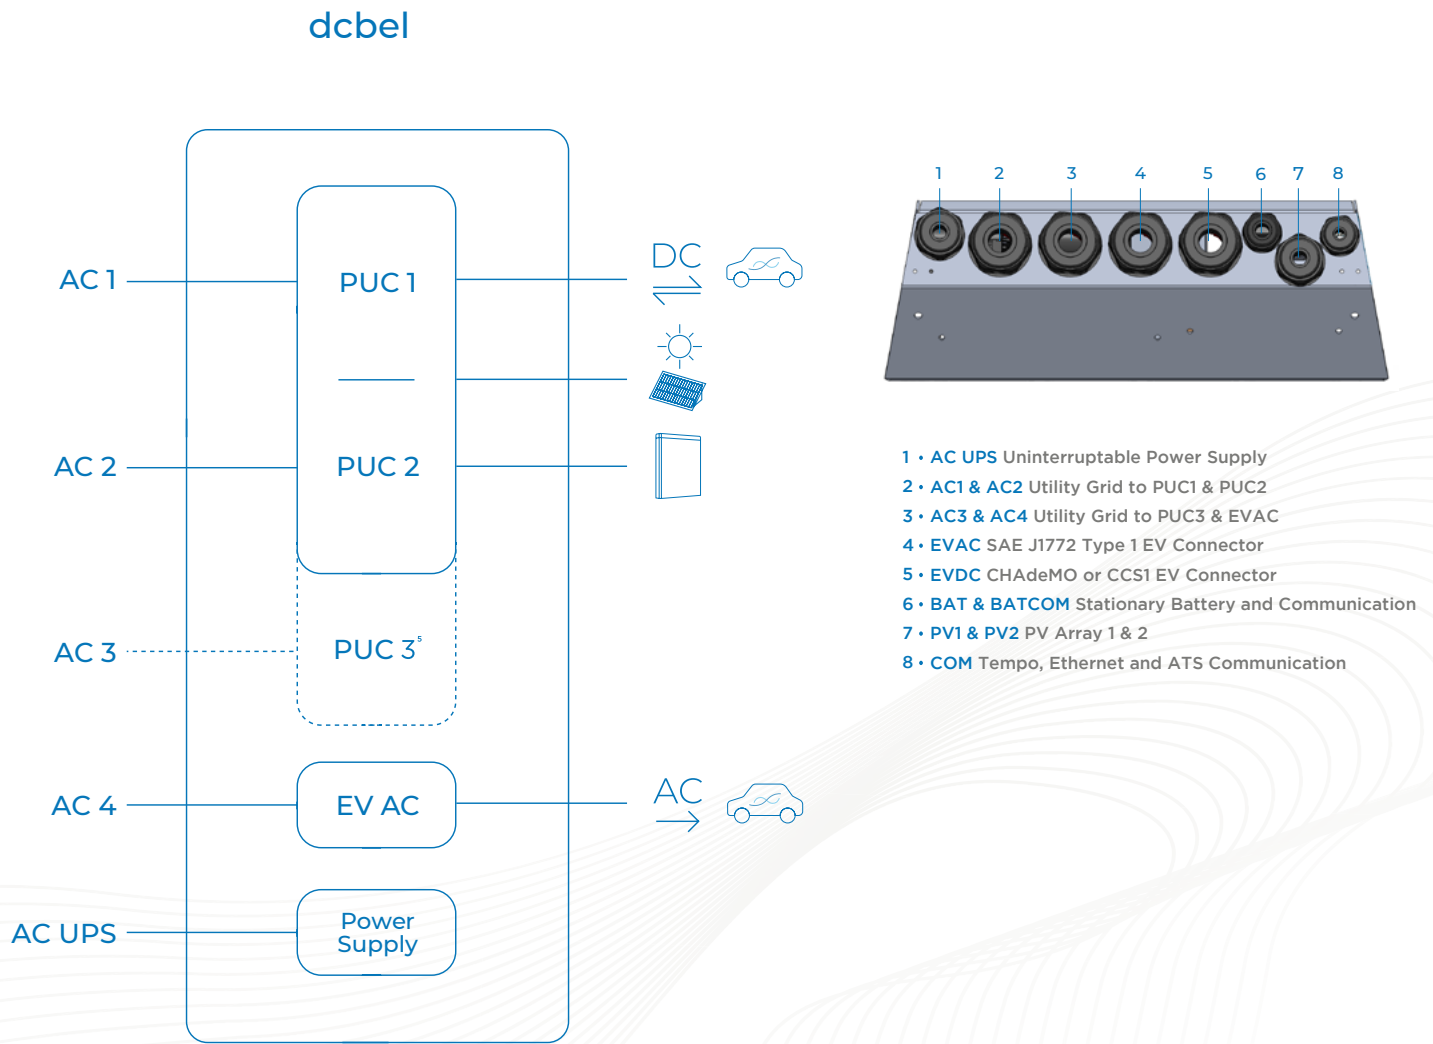 dcbel
AC 1
PUC 1
DC
AC 2
PUC 2
AC 3
PUC 3⁵
AC 4
EV AC
AC
AC UPS
Power
Supply
1 2 3 4 5 6 7 8
1 • AC UPS Uninterruptable Power Supply
2 • AC1 & AC2 Utility Grid to PUC1 & PUC2
3 • AC3 & AC4 Utility Grid to PUC3 & EVAC
4 • EVAC SAE J1772 Type 1 EV Connector
5 • EVDC CHAdeMO or CCS1 EV Connector
6 • BAT & BATCOM Stationary Battery and Communication
7 • PV1 & PV2 PV Array 1 & 2
8 • COM Tempo, Ethernet and ATS Communication